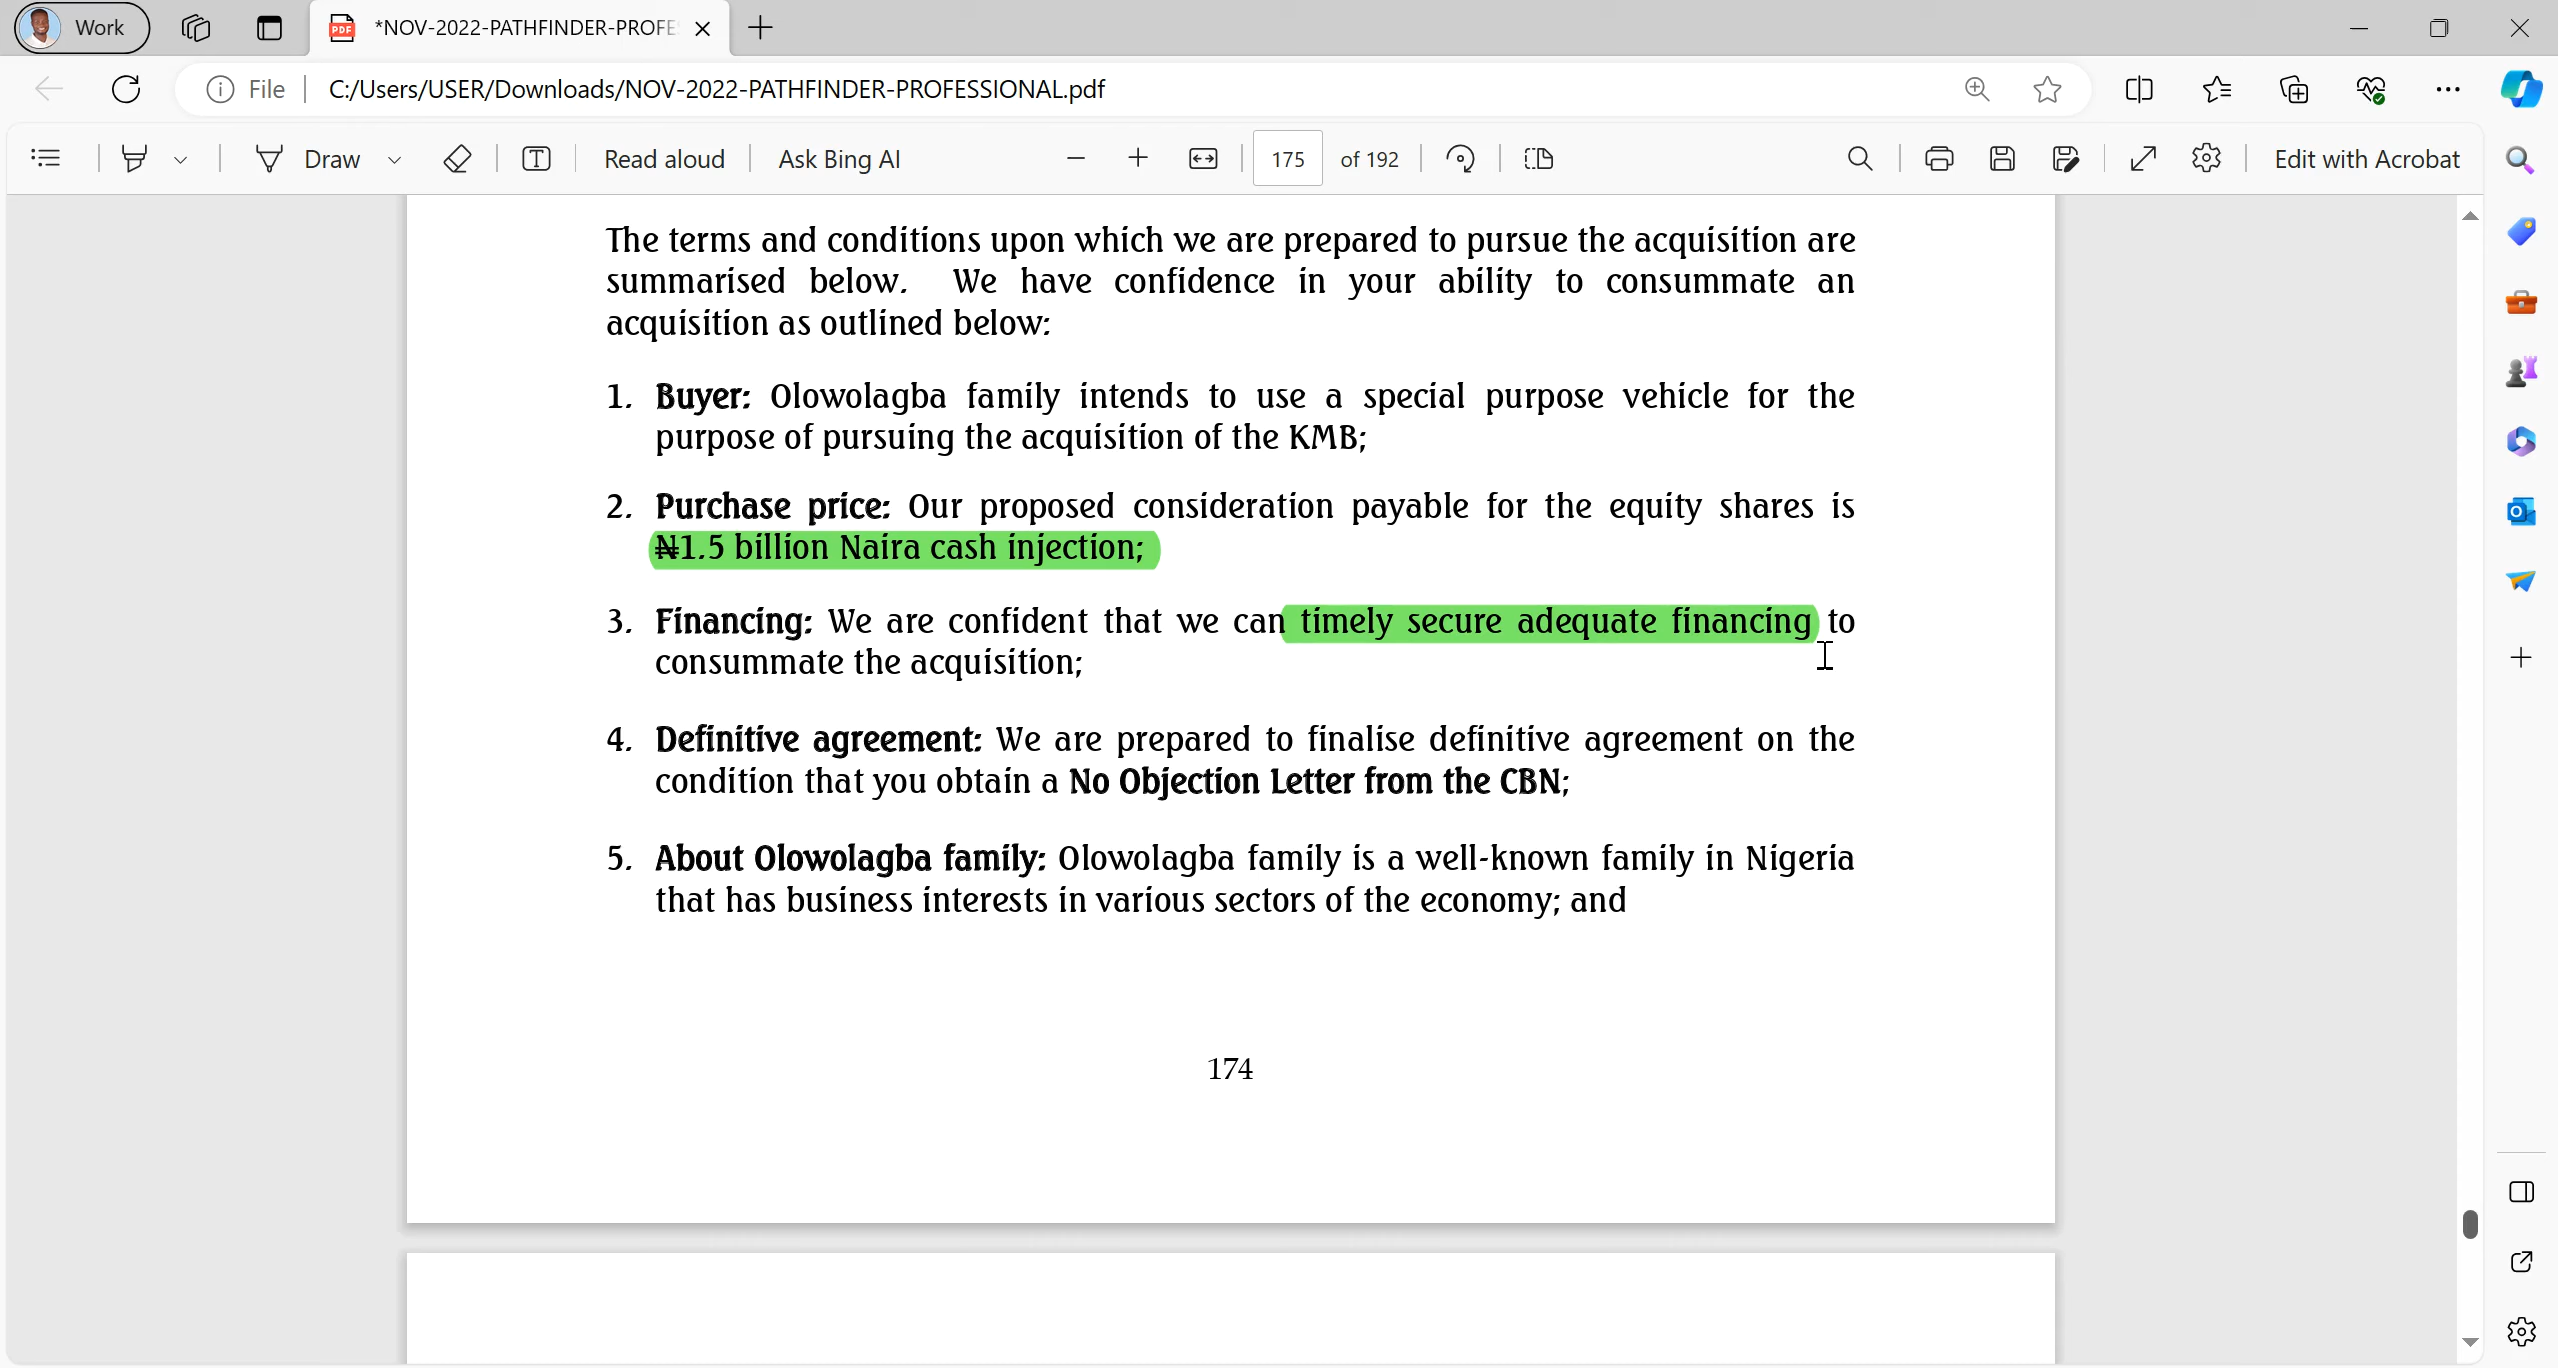 Work
*NOV-2022-PATHFINDER-PROFE
File
C:/Users/USER/Downloads/NOV-2022-PATHFINDER-PROFESSIONAL.pdf
Draw
Read aloud
Ask Bing AI
175 of 192
Edit with Acrobat
The terms and conditions upon which we are prepared to pursue the acquisition are
summarised below. We have confidence in your ability to consummate an
acquisition as outlined below:
1. Buyer: Olowolagba family intends to use a special purpose vehicle for the
purpose of pursuing the acquisition of the KMB;
2. Purchase price: Our proposed consideration payable for the equity shares is
₦1.5 billion Naira cash injection;
3. Financing: We are confident that we can timely secure adequate financing to
consummate the acquisition;
4. Definitive agreement: We are prepared to finalise definitive agreement on the
condition that you obtain a No Objection Letter from the CBN;
5. About Olowolagba family: Olowolagba family is a well-known family in Nigeria
that has business interests in various sectors of the economy; and
174